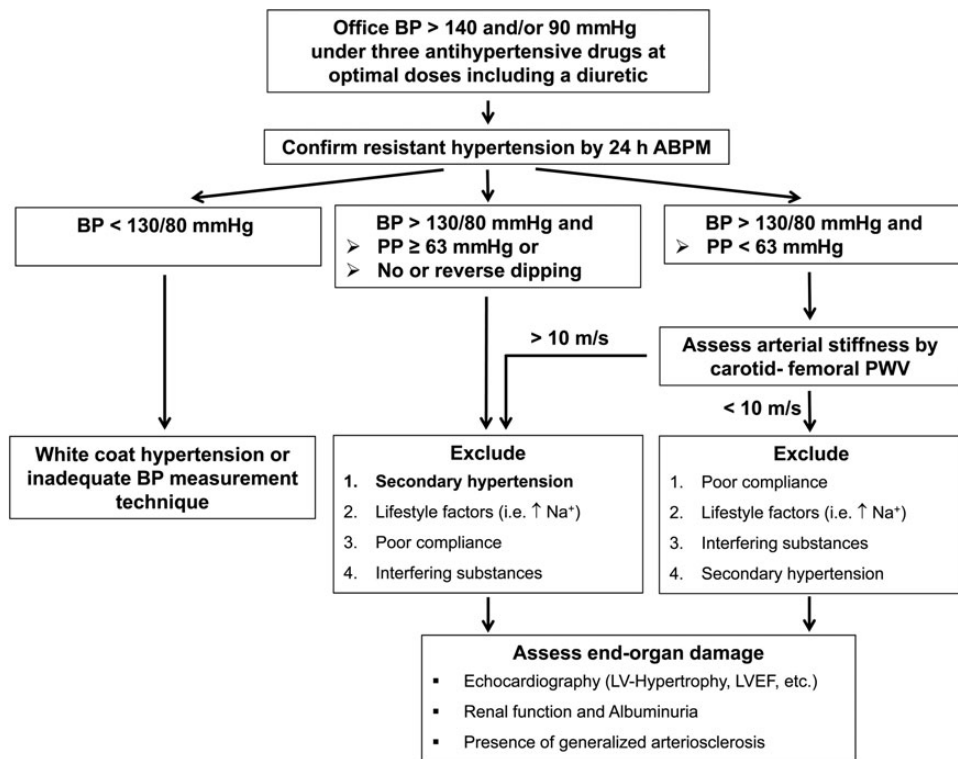 Office BP > 140 and/or 90 mmHg
under three antihypertensive drugs at
optimal doses including a diuretic
Confirm resistant hypertension by 24 h ABPM
BP < 130/80 mmHg
BP > 130/80 mmHg and
➢ PP ≥ 63 mmHg or
➢ No or reverse dipping
BP > 130/80 mmHg and
➢ PP < 63 mmHg
> 10 m/s
Assess arterial stiffness by
carotid- femoral PWV
< 10 m/s
White coat hypertension or
inadequate BP measurement
technique
Exclude
1. Secondary hypertension
2. Lifestyle factors (i.e. ↑ Na⁺)
3. Poor compliance
4. Interfering substances
Exclude
1. Poor compliance
2. Lifestyle factors (i.e. ↑ Na⁺)
3. Interfering substances
4. Secondary hypertension
Assess end-organ damage
▪ Echocardiography (LV-Hypertrophy, LVEF, etc.)
▪ Renal function and Albuminuria
▪ Presence of generalized arteriosclerosis